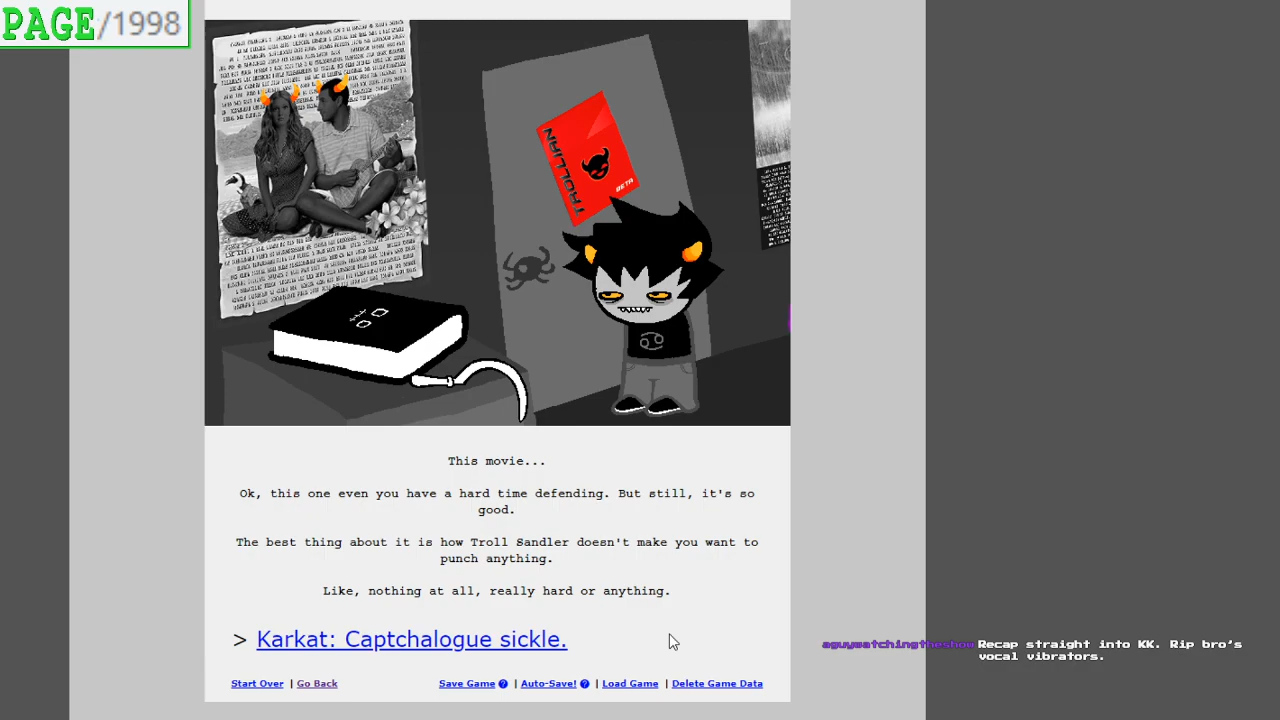 PAGE/1998
TROLLIAN
BETA
This movie...
Ok, this one even you have a hard time defending. But still, it's so
good.
The best thing about it is how Troll Sandler doesn't make you want to
punch anything.
Like, nothing at all, really hard or anything.
> Karkat: Captchalogue sickle.
Start Over | Go Back
Save Game ? | Auto-Save! ? | Load Game | Delete Game Data
aguywatchingtheshow Recap straight into KK. Rip bro's
vocal vibrators.